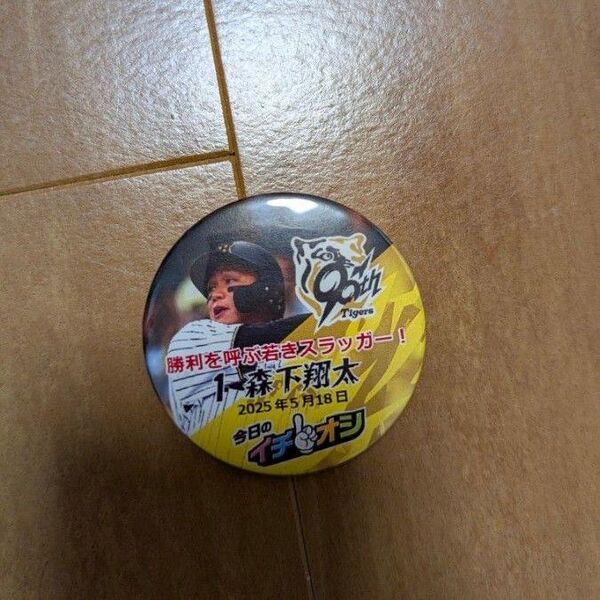 90th
Tigers
勝利を呼ぶ若きスラッガー！
1 森下翔太
2025年5月18日
今日の
イチオシ